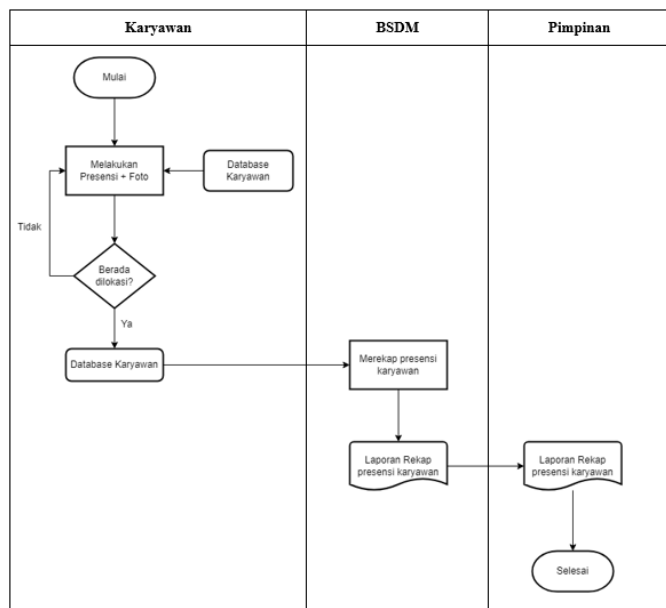 Karyawan
BSDM
Pimpinan
Mulai
Melakukan
Presensi + Foto
Database
Karyawan
Tidak
Berada
dilokasi?
Ya
Database Karyawan
Merekap presensi
karyawan
Laporan Rekap
presensi karyawan
Laporan Rekap
presensi karyawan
Selesai